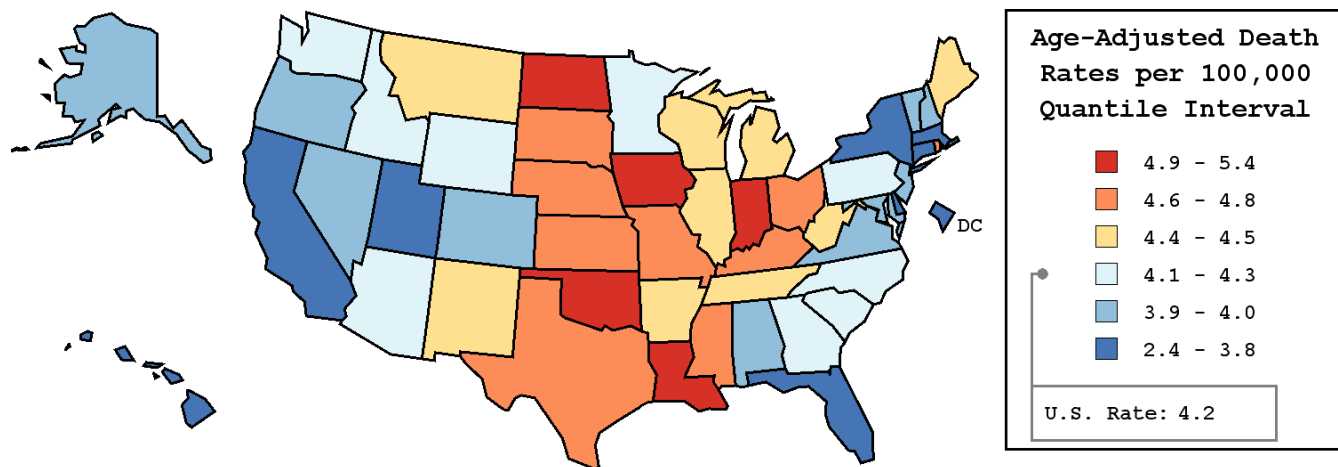 Age-Adjusted Death
Rates per 100,000
Quantile Interval
4.9 - 5.4
4.6 - 4.8
4.4 - 4.5
4.1 - 4.3
3.9 - 4.0
2.4 - 3.8
U.S. Rate: 4.2
DC